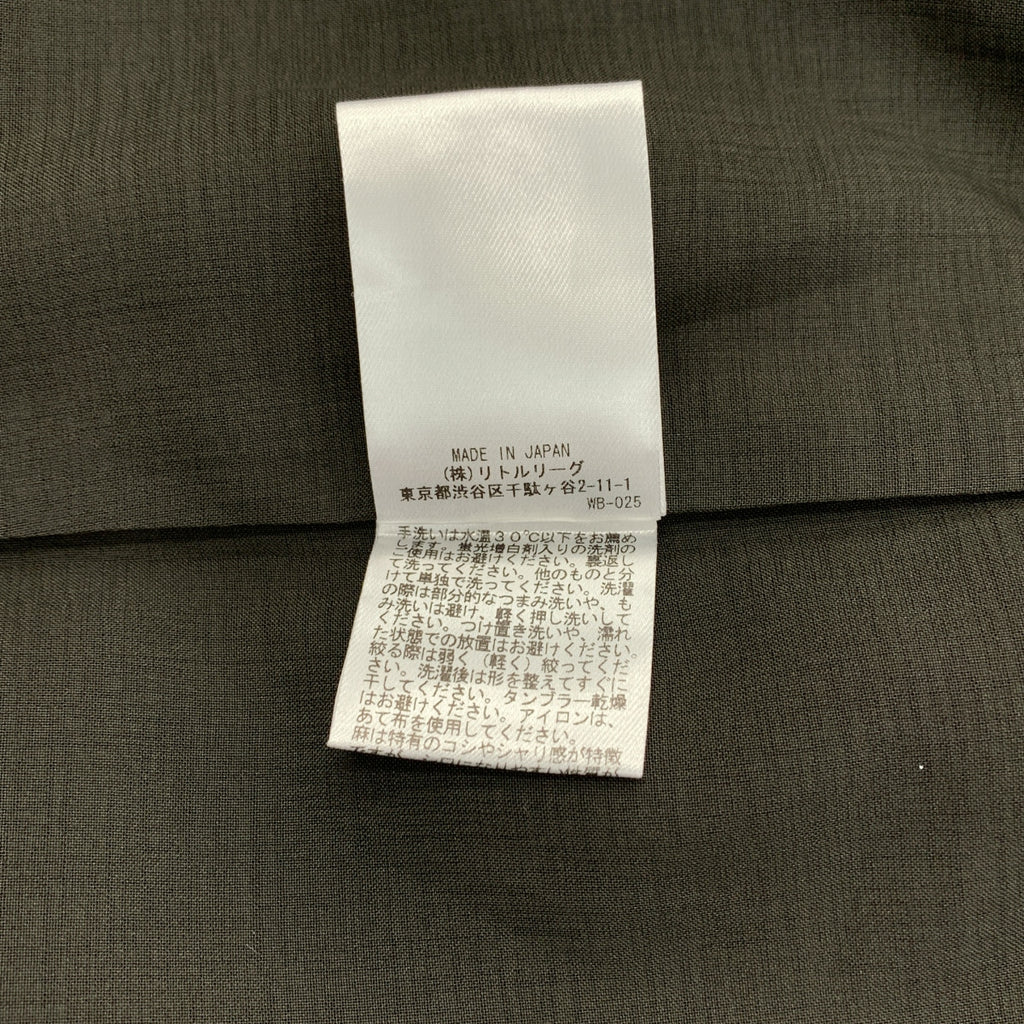 MADE IN JAPAN
(株)リトルリーグ
東京都渋谷区千駄ヶ谷2-11-1
WB-025
手洗いは水温30℃以下をお薦め
します。蛍光増白剤入りの洗剤の
ご使用はお避けください。裏返し
て洗ってください。他のものと分
けて単独で洗ってください。洗濯
の際は部分的なつまみ洗いや、も
み洗いは避け、軽く押し洗いして
ください。つけ置き洗いや、濡れ
た状態での放置はお避けください。
絞る際は弱く(軽く)絞ってくだ
さい。洗濯後は形を整えてすぐに
干してください。タンブラー乾燥
はお避けください。アイロンは、
あて布を使用してください。
麻は特有のコシやシャリ感が特徴
ですが